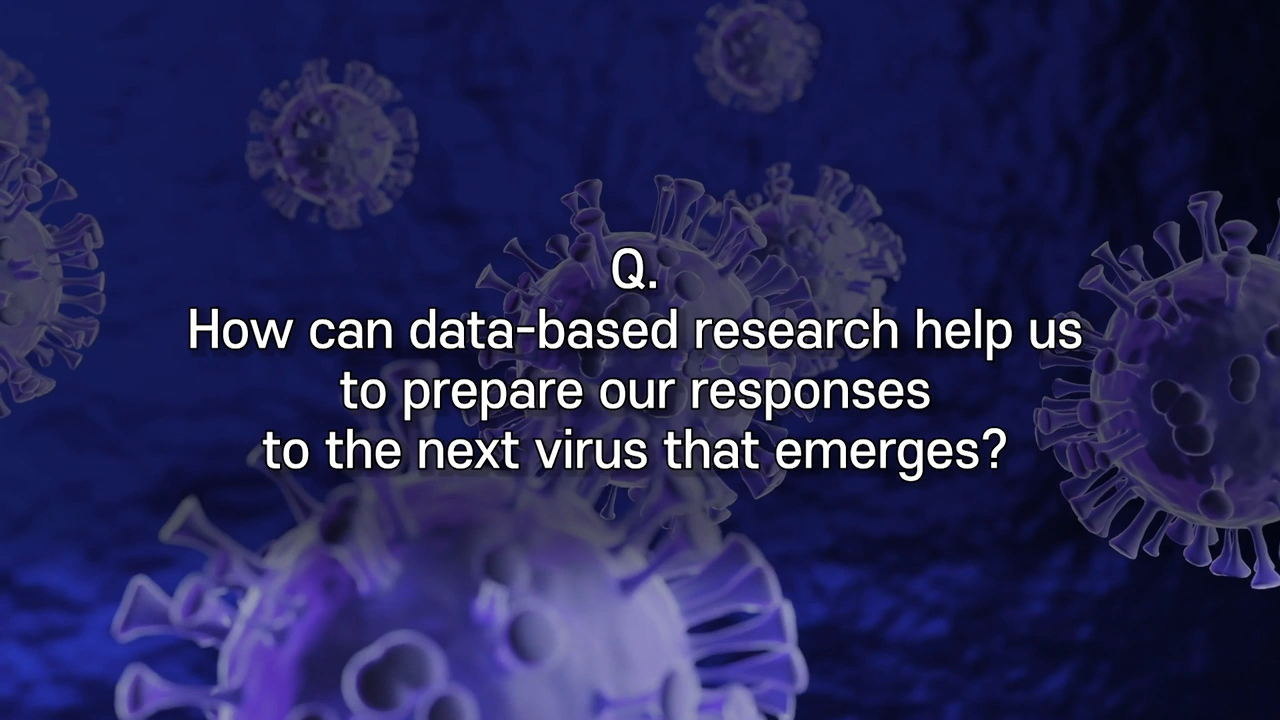 Q.
How can data-based research help us
to prepare our responses
to the next virus that emerges?